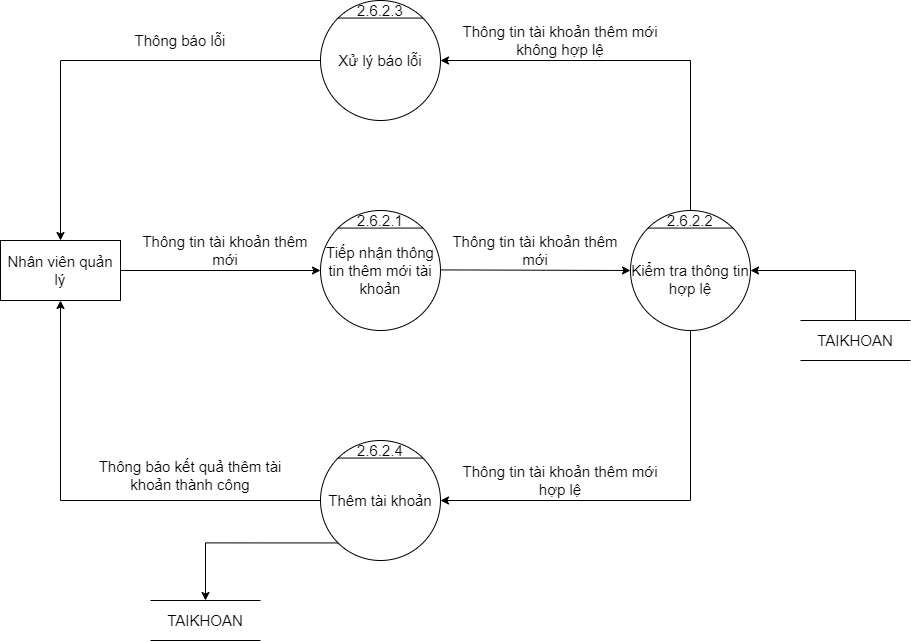 2.6.2.3
Xử lý báo lỗi
Thông báo lỗi
Thông tin tài khoản thêm mới
không hợp lệ
Nhân viên quản
lý
Thông tin tài khoản thêm
mới
2.6.2.1
Tiếp nhận thông
tin thêm mới tài
khoản
Thông tin tài khoản thêm
mới
2.6.2.2
Kiểm tra thông tin
hợp lệ
TAIKHOAN
Thông báo kết quả thêm tài
khoản thành công
2.6.2.4
Thêm tài khoản
Thông tin tài khoản thêm mới
hợp lệ
TAIKHOAN